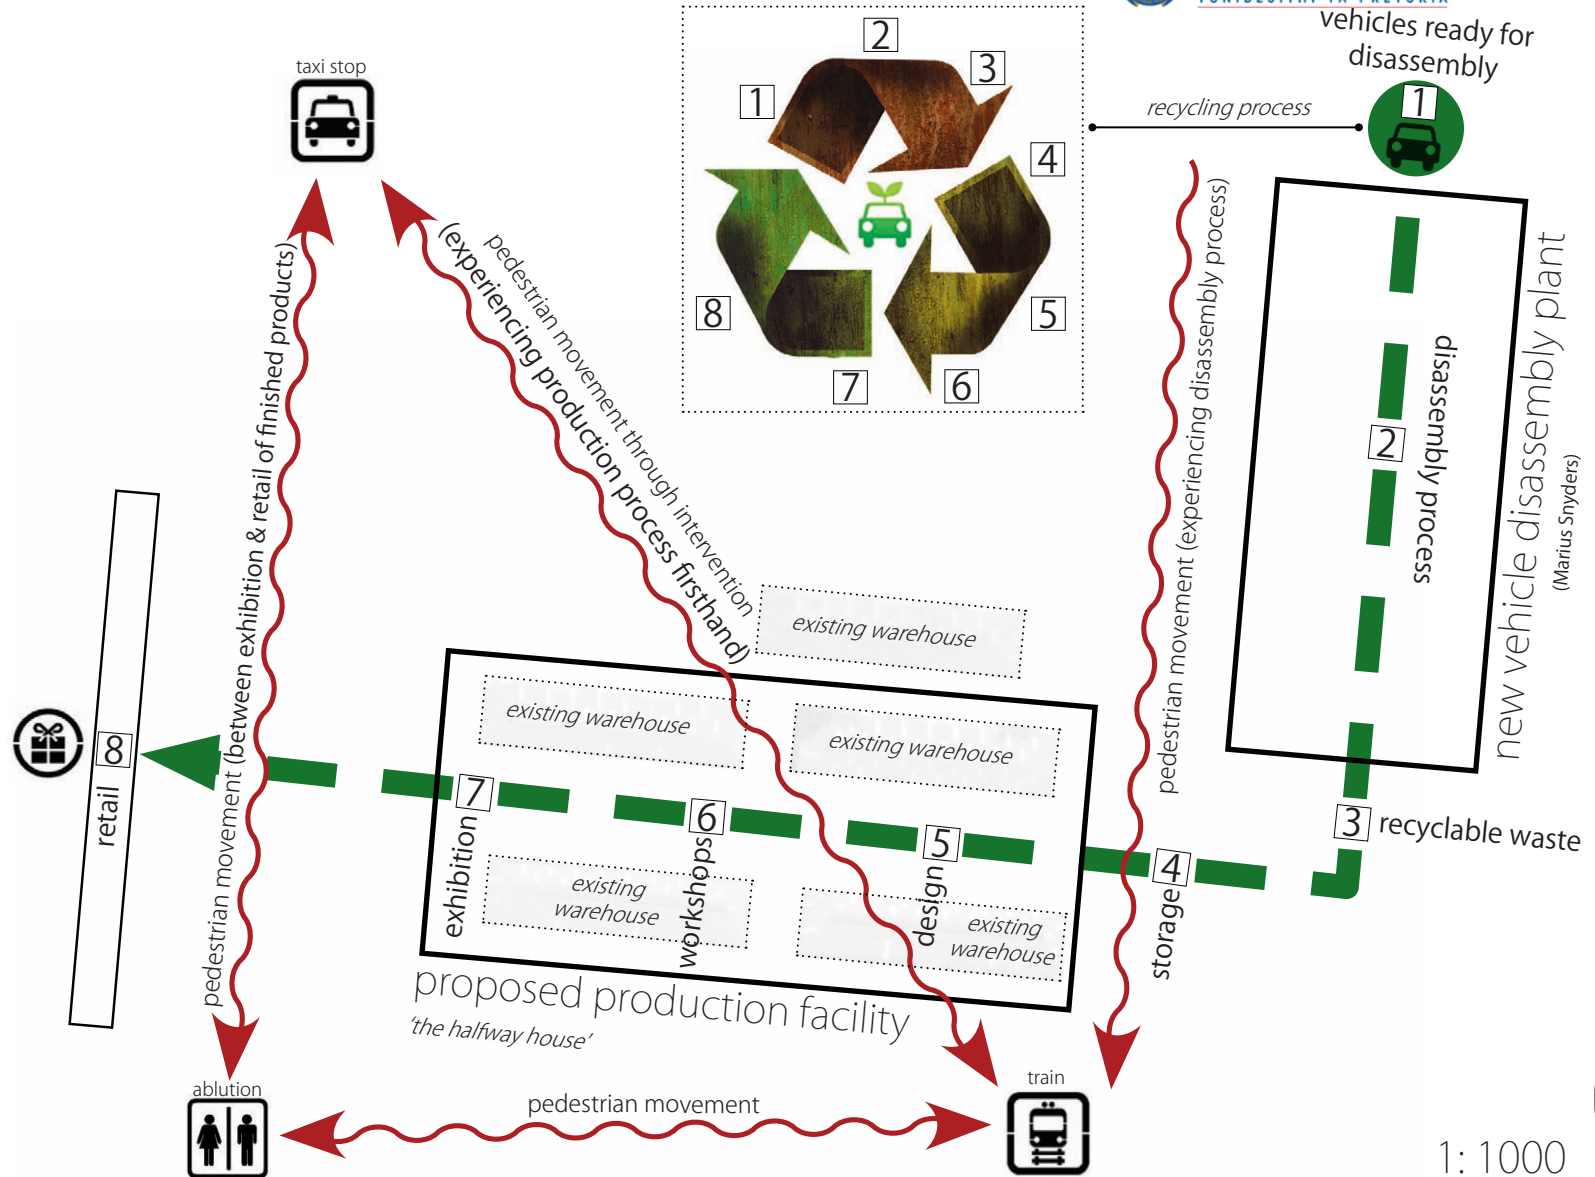 vehicles ready for
disassembly
taxi stop
1
2
3
4
5
6
7
8
recycling process
1
pedestrian movement (between exhibition & retail of finished products)
pedestrian movement through intervention
(experiencing production process firsthand)
pedestrian movement (experiencing disassembly process)
2
disassembly process
new vehicle disassembly plant
(Marius Snyders)
existing warehouse
existing warehouse
existing warehouse
8
retail
7
exhibition
6
workshops
5
design
4
storage
3
recyclable waste
existing
warehouse
existing
warehouse
proposed production facility
'the halfway house'
ablution
pedestrian movement
train
1: 1000